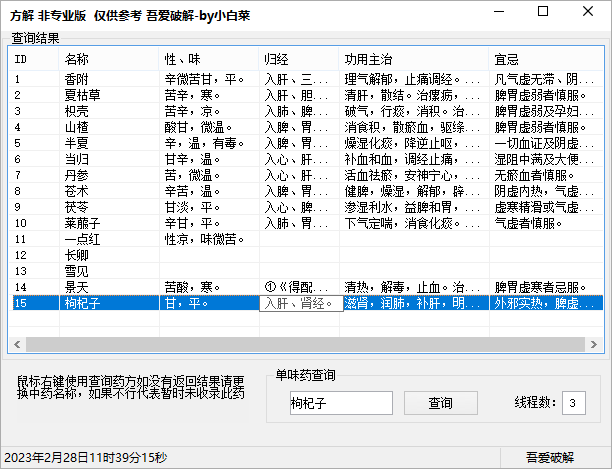 方解 非专业版 仅供参考 吾爱破解-by小白菜
查询结果
ID 名称 性、味 归经 功用主治 宜忌
1 香附 辛微苦甘，平。 入肝、三... 理气解郁，止痛调经。... 凡气虚无滞、阴...
2 夏枯草 苦辛，寒。 入肝、胆... 清肝，散结。治瘰疬，... 脾胃虚弱者慎服。
3 枳壳 苦辛，凉。 入肺、脾... 破气，行痰，消积。治... 脾胃虚弱及孕妇...
4 山楂 酸甘，微温。 入脾、胃... 消食积，散瘀血，驱绦... 脾胃虚弱者慎服。
5 半夏 辛，温，有毒。 入脾、胃... 燥湿化痰，降逆止呕，... 一切血证及阴虚...
6 当归 甘辛，温。 入心、肝... 补血和血，调经止痛，... 湿阻中满及大便...
7 丹参 苦，微温。 入心、肝... 活血祛瘀，安神宁心，... 无瘀血者慎服。
8 苍术 辛苦，温。 入脾、胃... 健脾，燥湿，解郁，辟... 阴虚内热，气虚...
9 茯苓 甘淡，平。 入心、脾... 渗湿利水，益脾和胃，... 虚寒精滑或气虚...
10 莱菔子 辛甘，平。 入肺、胃... 下气定喘，消食化痰。... 气虚者慎服。
11 一点红 性凉，味微苦。
12 长卿
13 雪见
14 景天 苦酸，寒。 ①《得配... 清热，解毒，止血。治... 脾胃虚寒者忌服。
15 枸杞子 甘，平。 入肝、肾经。 滋肾，润肺，补肝，明... 外邪实热，脾虚...
鼠标右键使用查询药方如没有返回结果请更
换中药名称，如果不行代表暂时未收录此药
单味药查询
枸杞子 查询 线程数： 3
2023年2月28日11时39分15秒 吾爱破解